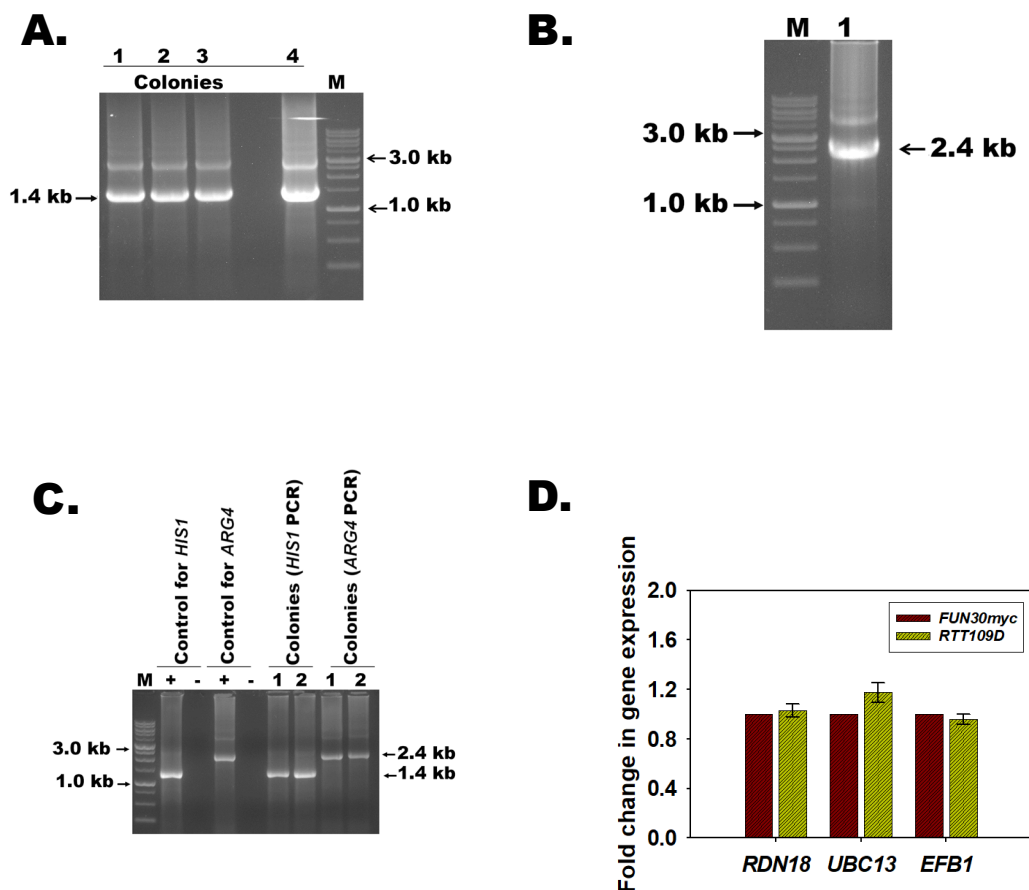 A.
1 2 3 4
Colonies M
3.0 kb
1.4 kb
1.0 kb
B.
M 1
3.0 kb
2.4 kb
1.0 kb
C.
Control for HIS1
Control for ARG4
Colonies (HIS1 PCR)
Colonies (ARG4 PCR)
M + - + - 1 2 1 2
3.0 kb
2.4 kb
1.4 kb
1.0 kb
D.
Fold change in gene expression
2.0
1.6
1.2
0.8
0.4
0.0
FUN30myc
RTT109D
RDN18 UBC13 EFB1